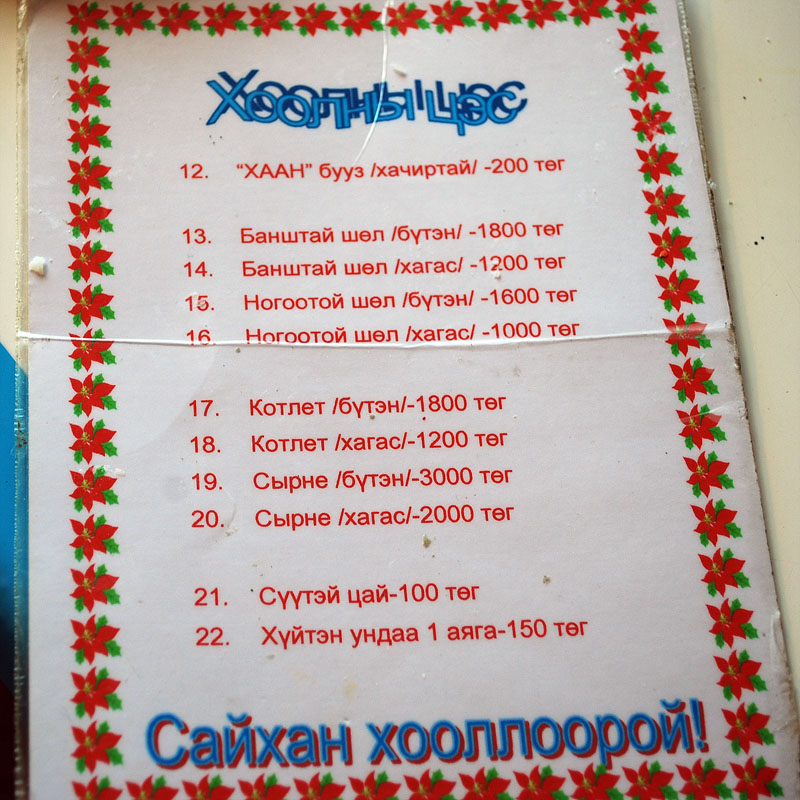 Хоолны цэс
12. “ХААН” бууз /хачиртай/ -200 төг
13. Банштай шөл /бүтэн/ -1800 төг
14. Банштай шөл /хагас/ -1200 төг
15. Ногоотой шөл /бүтэн/ -1600 төг
16. Ногоотой шөл /хагас/ -1000 төг
17. Котлет /бүтэн/-1800 төг
18. Котлет /хагас/-1200 төг
19. Сырне /бүтэн/-3000 төг
20. Сырне /хагас/-2000 төг
21. Сүүтэй цай-100 төг
22. Хүйтэн ундаа 1 аяга-150 төг
Сайхан хооллоорой!